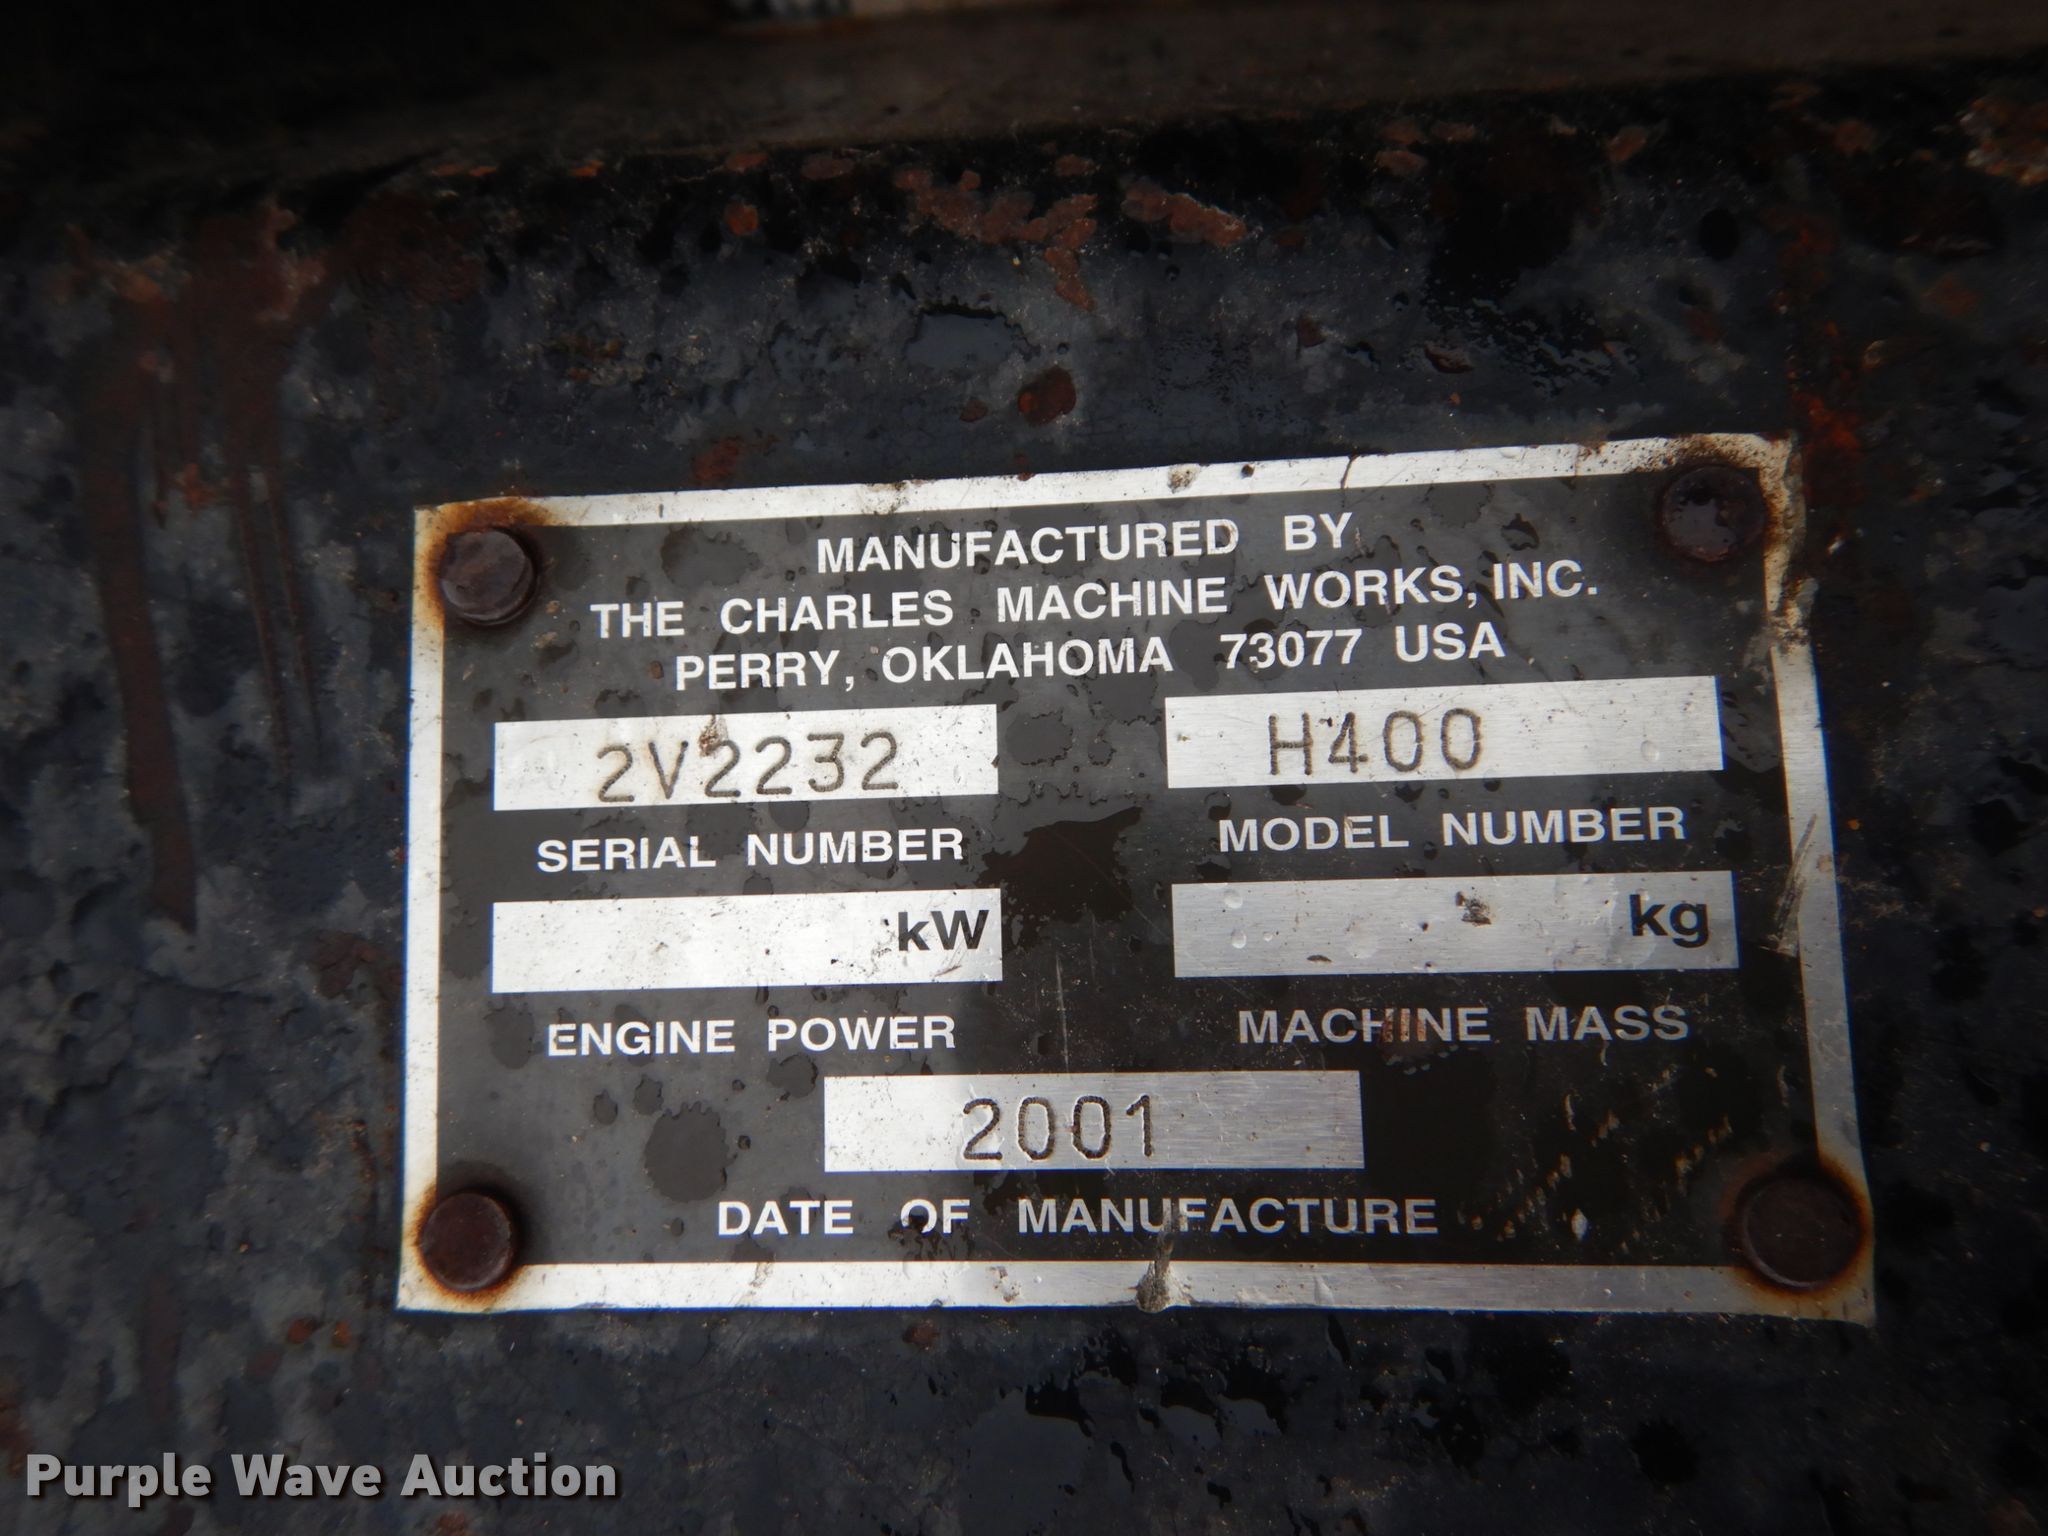 MANUFACTURED BY
THE CHARLES MACHINE WORKS, INC.
PERRY, OKLAHOMA 73077 USA
2V2232 H400
SERIAL NUMBER MODEL NUMBER
kW kg
ENGINE POWER MACHINE MASS
2001
DATE OF MANUFACTURE
Purple Wave Auction